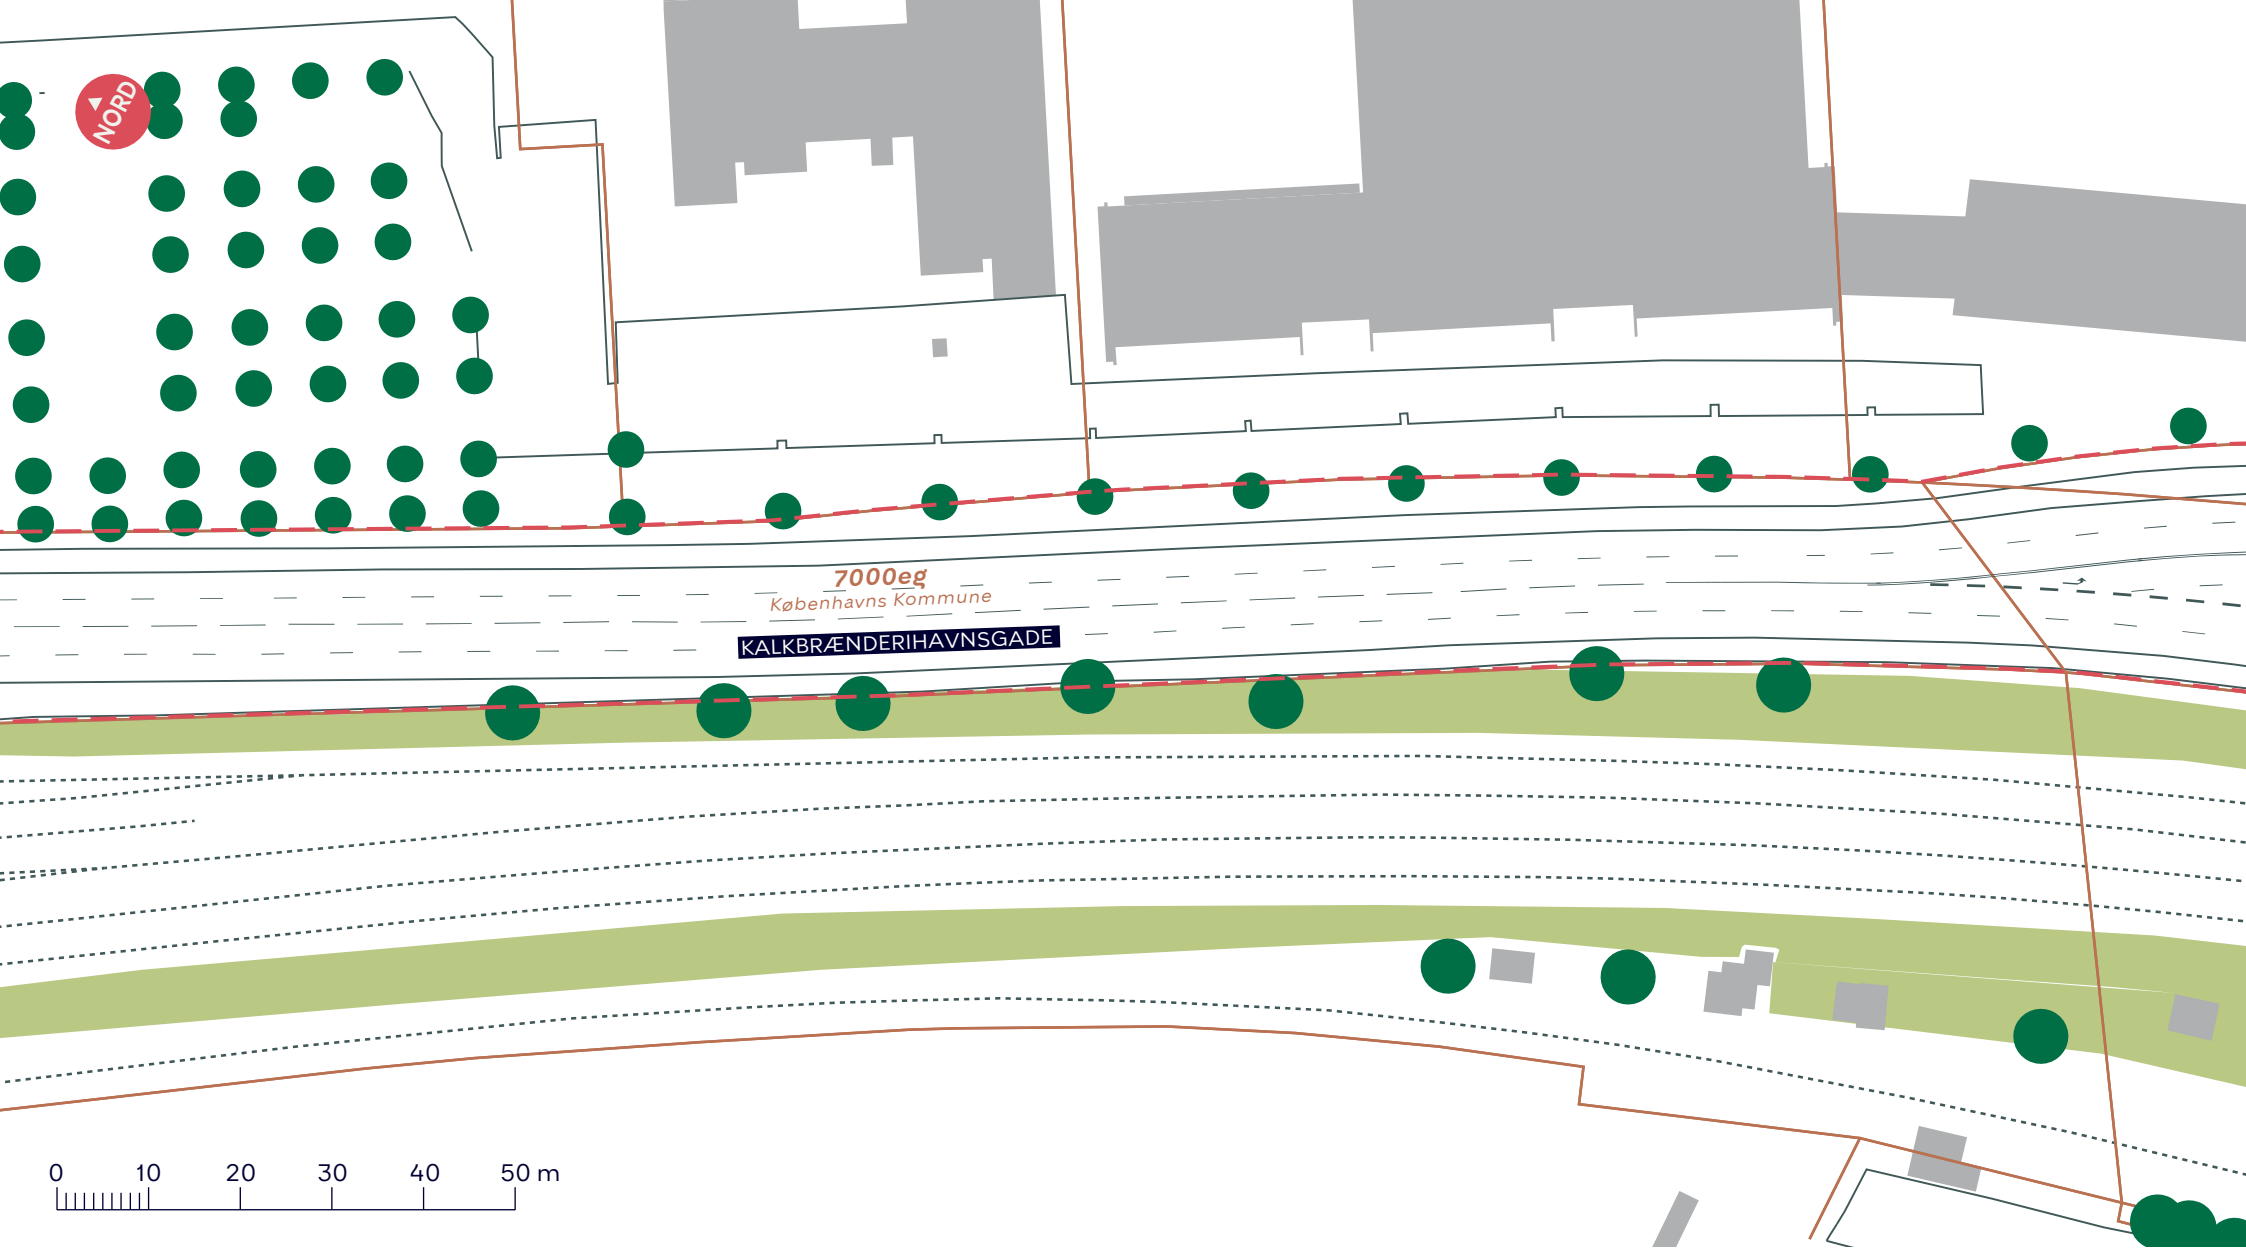 NORD
7000eg
Københavns Kommune
KALKBRÆNDERIHAVNSGADE
0 10 20 30 40 50 m